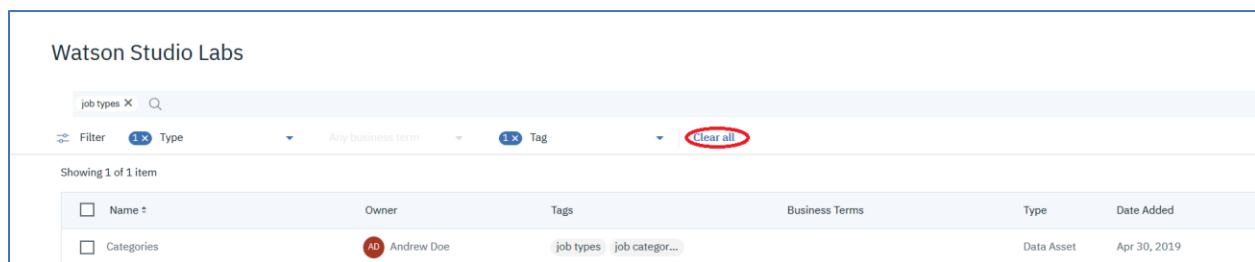 Watson Studio Labs
job types ×
Filter 1 × Type Any business term 1 × Tag Clear all
Showing 1 of 1 item
Name Owner Tags Business Terms Type Date Added
Categories AD Andrew Doe job types job categor... Data Asset Apr 30, 2019